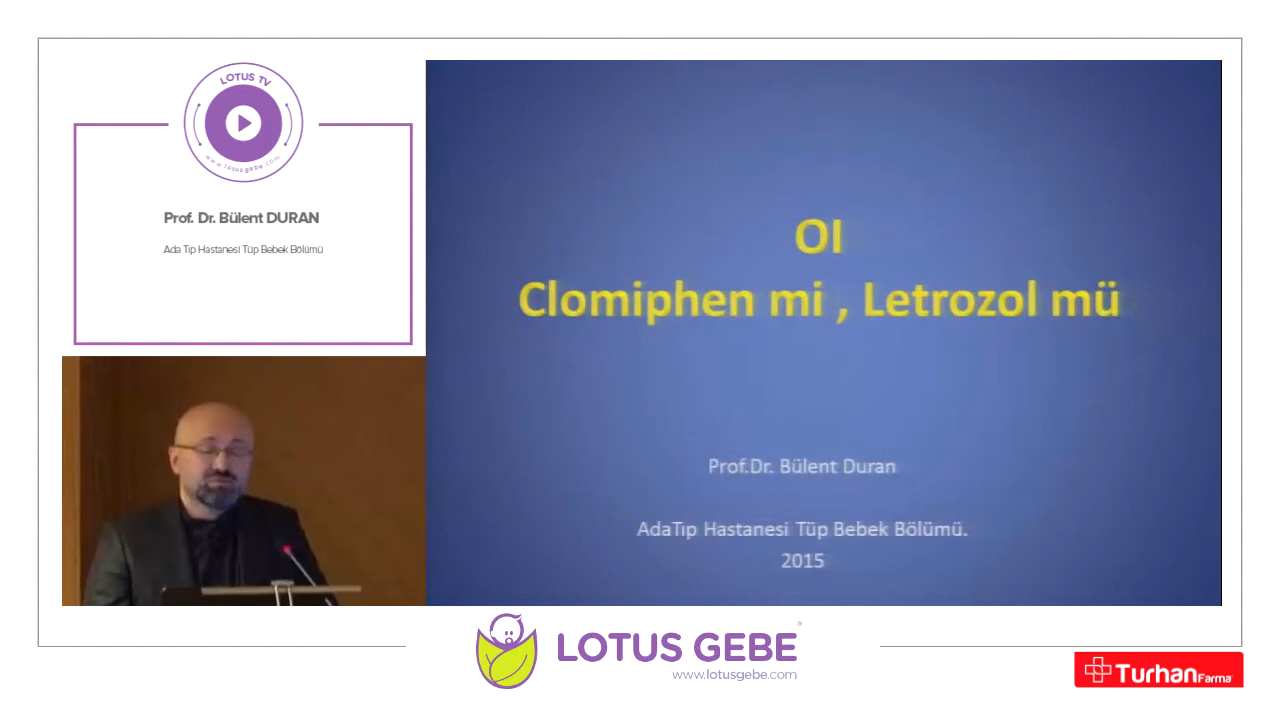 LOTUS TV
www.lotusgebe.com
Prof. Dr. Bülent DURAN
Ada Tıp Hastanesi Tüp Bebek Bölümü
OI
Clomiphen mi , Letrozol mü
Prof.Dr. Bülent Duran
AdaTıp Hastanesi Tüp Bebek Bölümü.
2015
LOTUS GEBE
www.lotusgebe.com
Turhan Farma